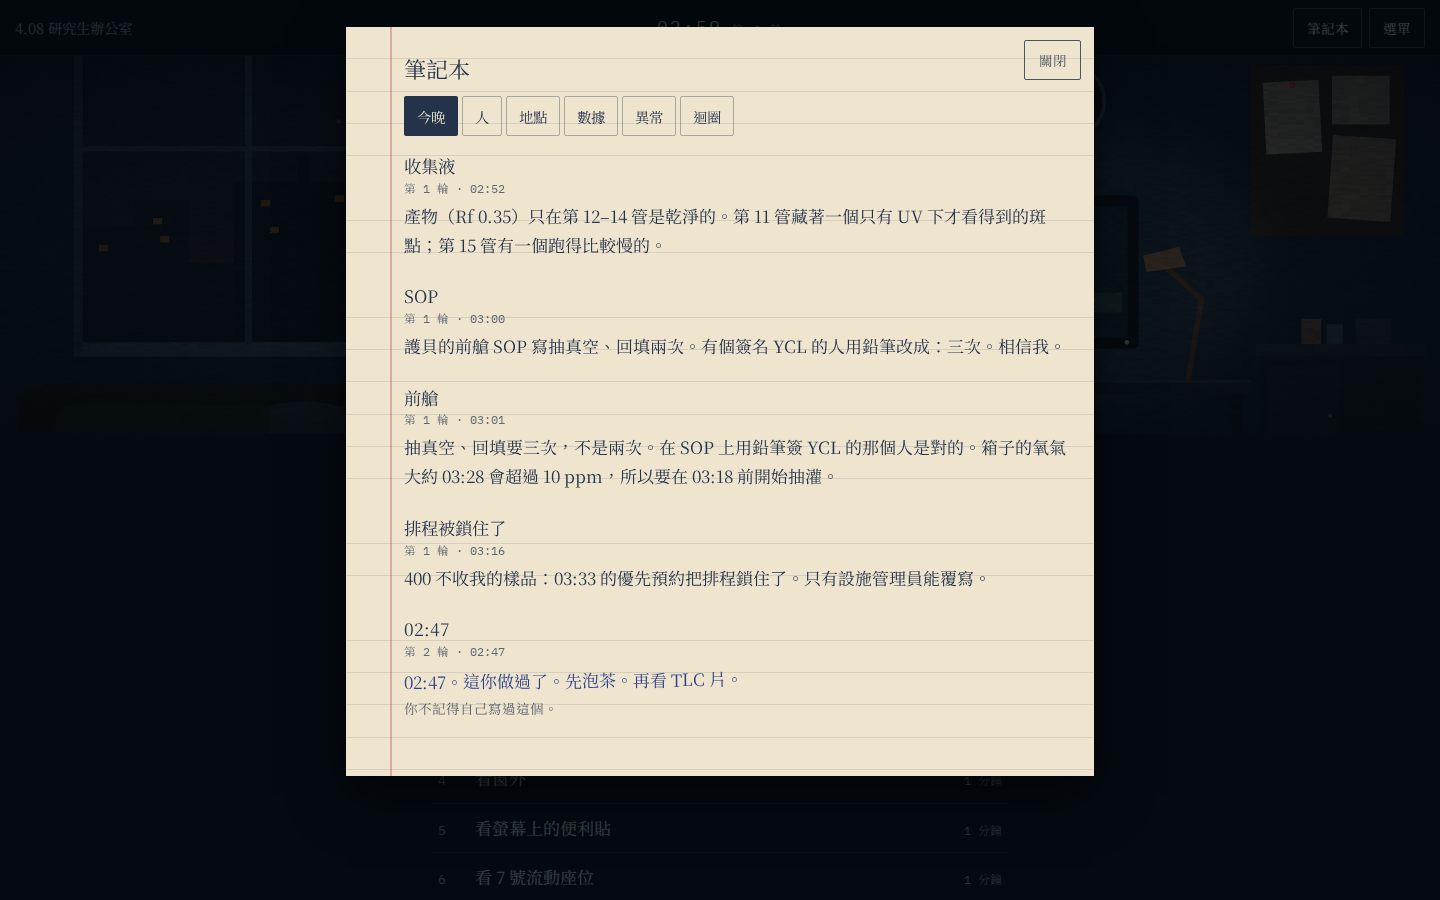 4.08 研究生辦公室
筆記本
選單
筆記本
關閉
今晚
人
地點
數據
異常
迴圈
收集液
第 1 輪 · 02:52
產物（Rf 0.35）只在第 12–14 管是乾淨的。第 11 管藏著一個只有 UV 下才看得到的斑
點；第 15 管有一個跑得比較慢的。
SOP
第 1 輪 · 03:00
護貝的前艙 SOP 寫抽真空、回填兩次。有個簽名 YCL 的人用鉛筆改成：三次。相信我。
前艙
第 1 輪 · 03:01
抽真空、回填要三次，不是兩次。在 SOP 上用鉛筆簽 YCL 的那個人是對的。箱子的氧氣
大約 03:28 會超過 10 ppm，所以要在 03:18 前開始抽灌。
排程被鎖住了
第 1 輪 · 03:16
400 不收我的樣品：03:33 的優先預約把排程鎖住了。只有設施管理員能覆寫。
02:47
第 2 輪 · 02:47
02:47。這你做過了。先泡茶。再看 TLC 片。
你不記得自己寫過這個。
4 看窗外 1 分鐘
5 看螢幕上的便利貼 1 分鐘
6 看 7 號流動座位 1 分鐘